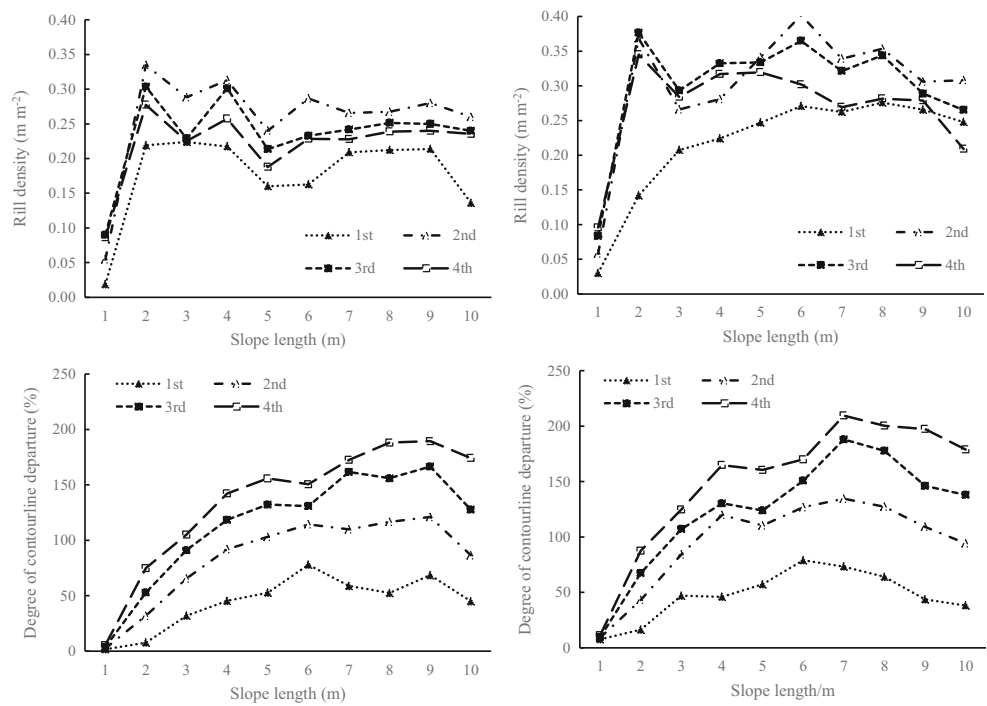 Rill density (m m-2)
0.40
0.35
0.30
0.25
0.20
0.15
0.10
0.05
0.00
1st 2nd
3rd 4th
1 2 3 4 5 6 7 8 9 10
Slope length (m)
Rill density (m m-2)
0.40
0.35
0.30
0.25
0.20
0.15
0.10
0.05
0.00
1st 2nd
3rd 4th
1 2 3 4 5 6 7 8 9 10
Slope length (m)
Degree of contourline departure (%)
250
200
150
100
50
0
1st 2nd
3rd 4th
1 2 3 4 5 6 7 8 9 10
Slope length (m)
Degree of contourline departure (%)
250
200
150
100
50
0
1st 2nd
3rd 4th
1 2 3 4 5 6 7 8 9 10
Slope length/m